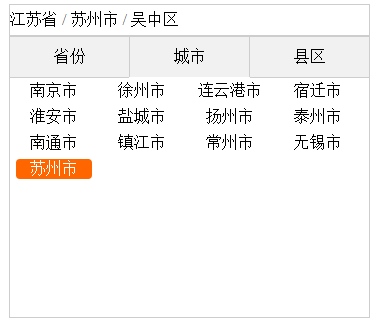 江苏省 / 苏州市 / 吴中区
省份 城市 县区
南京市 徐州市 连云港市 宿迁市
淮安市 盐城市 扬州市 泰州市
南通市 镇江市 常州市 无锡市
苏州市